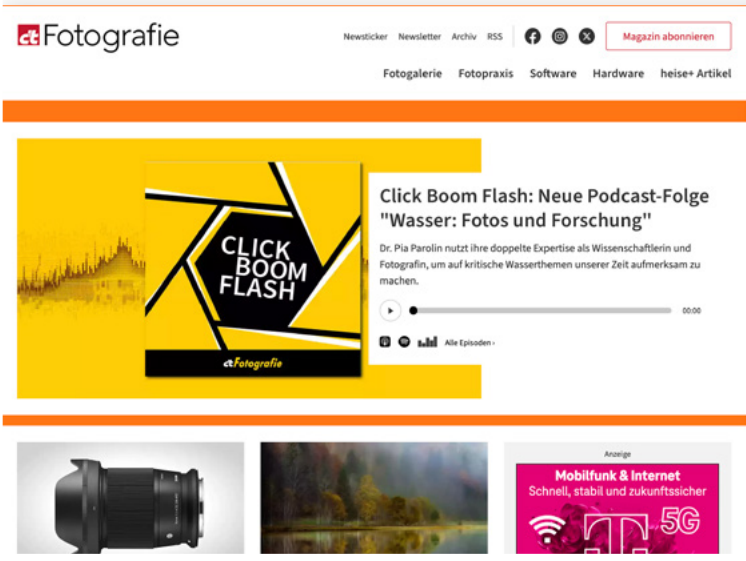 c't Fotografie
Newsticker Newsletter Archiv RSS
Magazin abonnieren
Fotogalerie Fotopraxis Software Hardware heise+ Artikel
CLICK
BOOM
FLASH
c't Fotografie
Click Boom Flash: Neue Podcast-Folge
"Wasser: Fotos und Forschung"
Dr. Pia Parolin nutzt ihre doppelte Expertise als Wissenschaftlerin und
Fotografin, um auf kritische Wasserthemen unserer Zeit aufmerksam zu
machen.
00:00
Alle Episoden ›
Anzeige
Mobilfunk & Internet
Schnell, stabil und zukunftssicher
T
5G